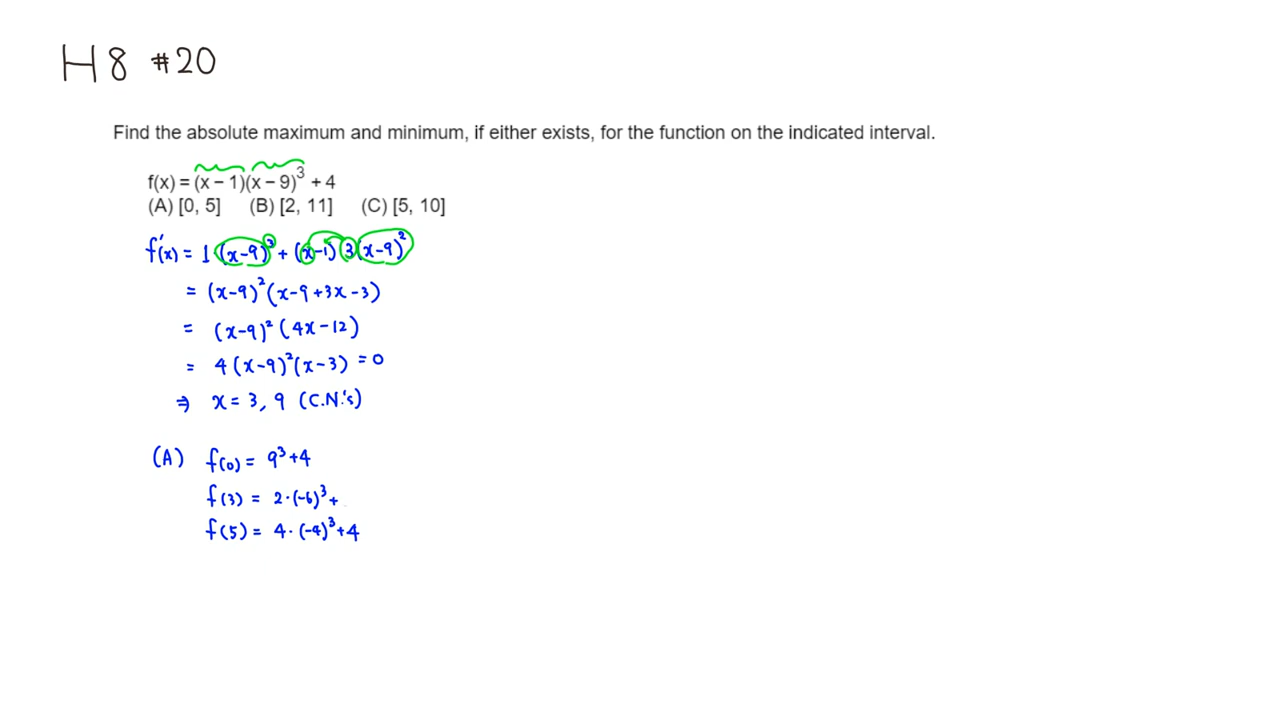 H8 #20
Find the absolute maximum and minimum, if either exists, for the function on the indicated interval.
f(x) = (x − 1)(x − 9)³ + 4
(A) [0, 5] (B) [2, 11] (C) [5, 10]
f'(x) = 1 (x−9)³ + (x−1) 3 (x−9)²
= (x−9)² (x−9+3x−3)
= (x−9)² (4x−12)
= 4 (x−9)² (x−3) = 0
⇒ x = 3, 9 (C.N.'s)
(A) f(0) = 9³+4
f(3) = 2·(−6)³+
f(5) = 4·(−4)³+4